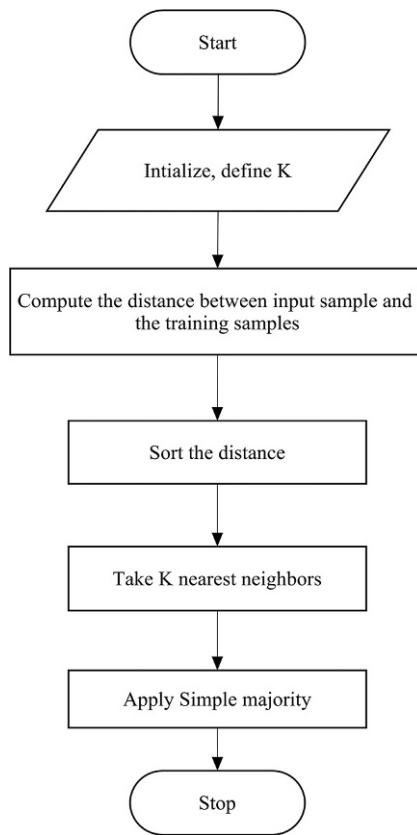 Start
Intialize, define K
Compute the distance between input sample and
the training samples
Sort the distance
Take K nearest neighbors
Apply Simple majority
Stop